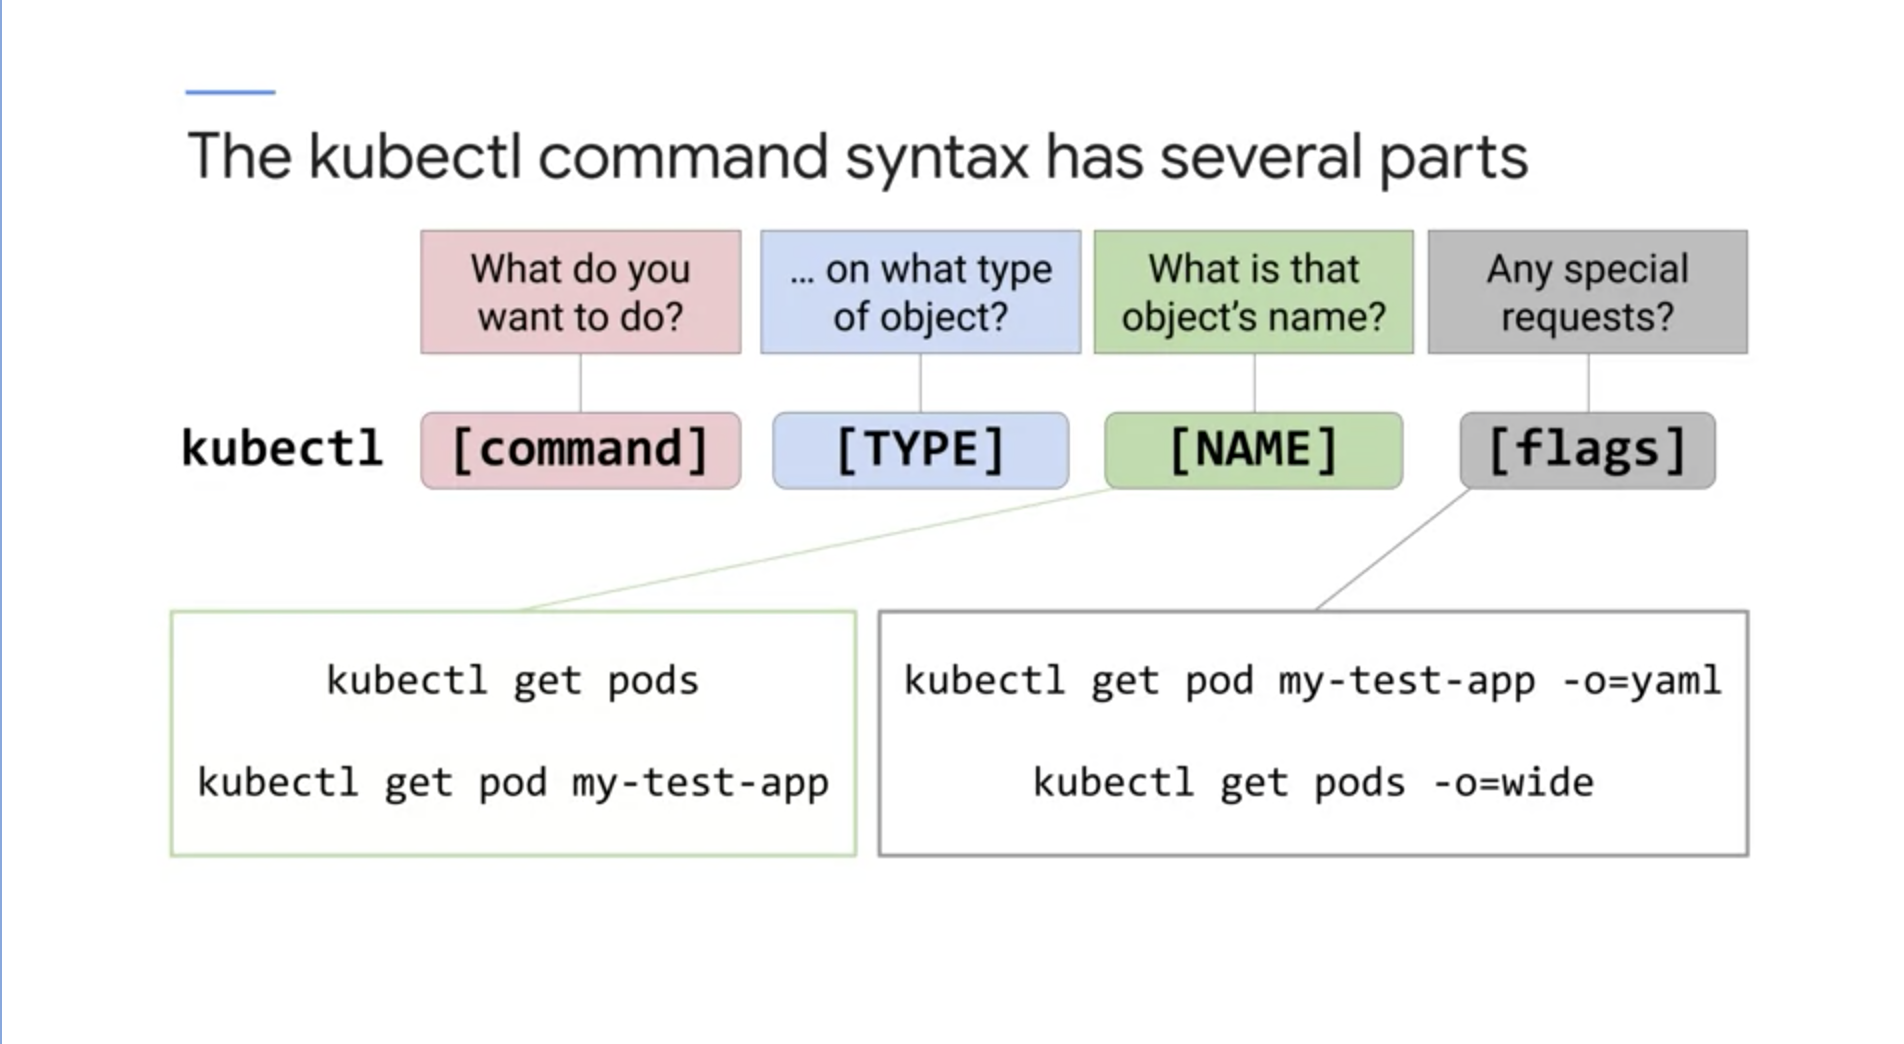 The kubectl command syntax has several parts
What do you
want to do?
... on what type
of object?
What is that
object's name?
Any special
requests?
kubectl [command] [TYPE] [NAME] [flags]
kubectl get pods
kubectl get pod my-test-app
kubectl get pod my-test-app -o=yaml
kubectl get pods -o=wide